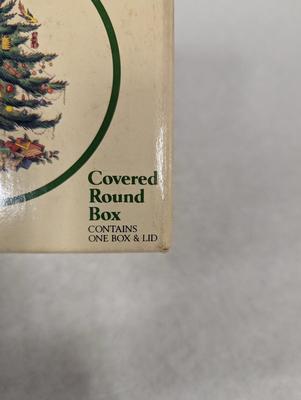 Covered
Round
Box
CONTAINS
ONE BOX & LID